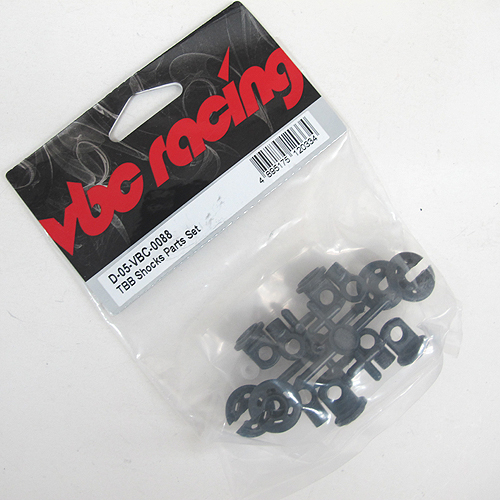 vbc racing
4 895175 120334
D-05-VBC-0088
TBB Shocks Parts Set